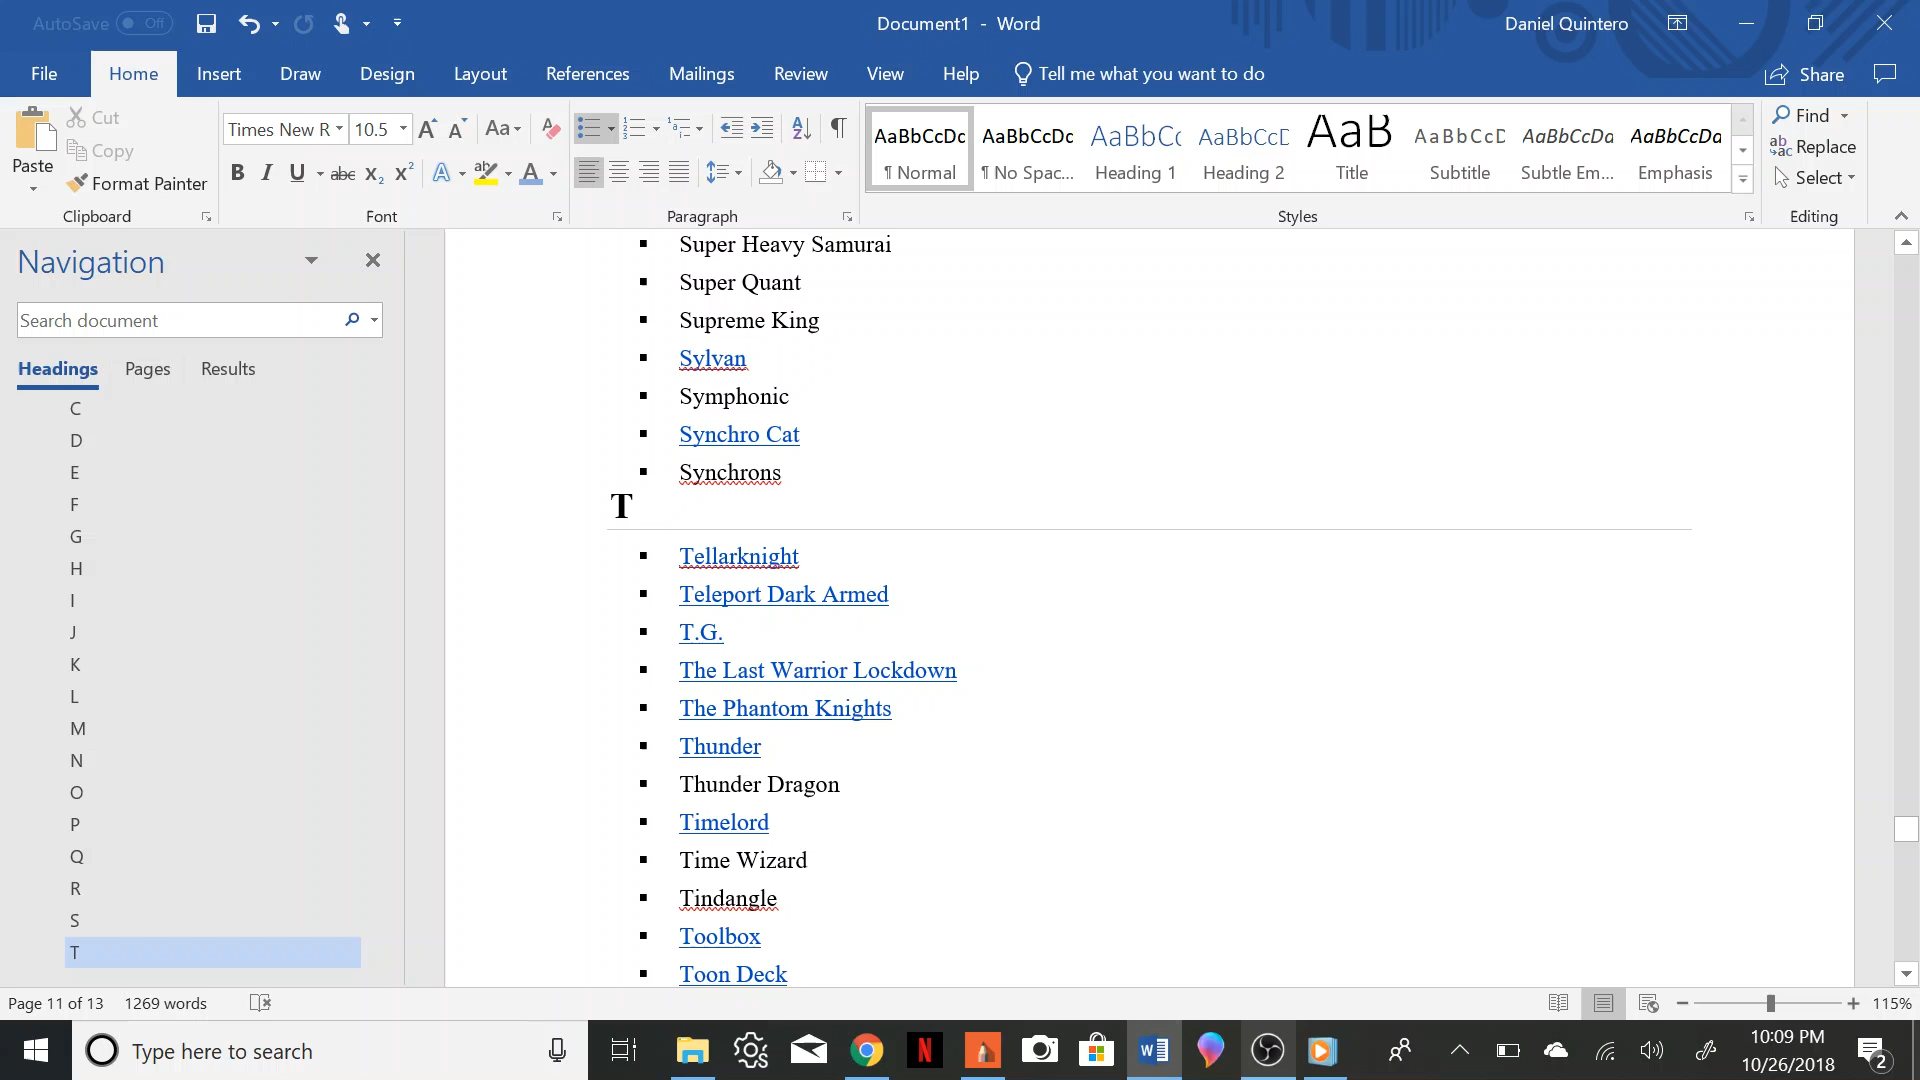 AutoSave Off
Document1 - Word
Daniel Quintero
File Home Insert Draw Design Layout References Mailings Review View Help Tell me what you want to do Share
Paste
Cut
Copy
Format Painter
Clipboard
Times New R 10.5
Font
Paragraph
AaBbCcDc AaBbCcDc AaBbCc AaBbCcD AaB AaBbCcD AaBbCcDd AaBbCcDd
¶ Normal ¶ No Spac... Heading 1 Heading 2 Title Subtitle Subtle Em... Emphasis
Styles
Find
Replace
Select
Editing
Navigation
Search document
Headings Pages Results
C
D
E
F
G
H
I
J
K
L
M
N
O
P
Q
R
S
T
Super Heavy Samurai
Super Quant
Supreme King
Sylvan
Symphonic
Synchro Cat
Synchrons
T
Tellarknight
Teleport Dark Armed
T.G.
The Last Warrior Lockdown
The Phantom Knights
Thunder
Thunder Dragon
Timelord
Time Wizard
Tindangle
Toolbox
Toon Deck
Page 11 of 13 1269 words
115%
Type here to search
10:09 PM
10/26/2018
2